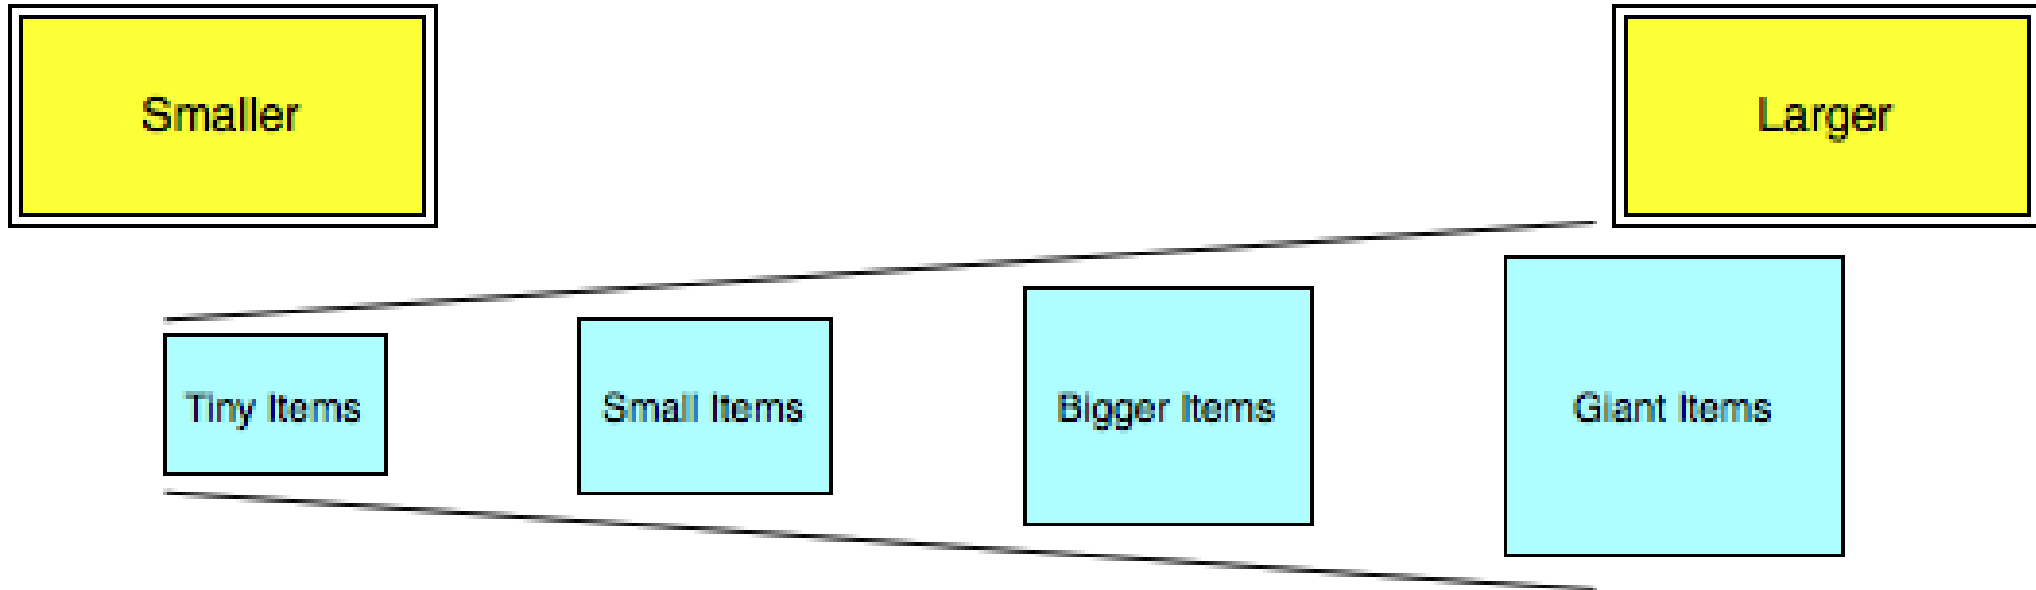 Smaller
Larger
Tiny Items
Small Items
Bigger Items
Giant Items